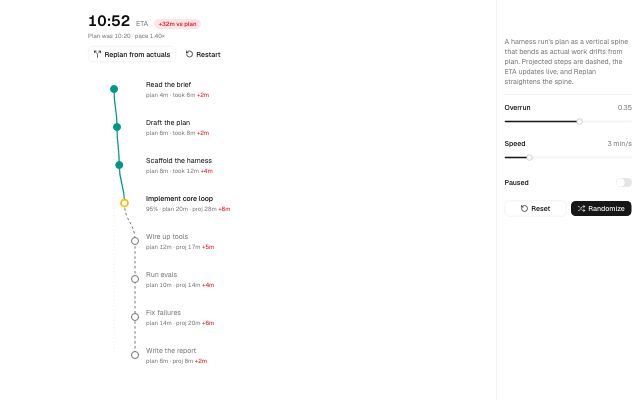 10:52 ETA +32m vs plan
Plan was 10:20 · pace 1.40×
Replan from actuals Restart
Read the brief
plan 4m · took 6m +2m
Draft the plan
plan 6m · took 8m +2m
Scaffold the harness
plan 8m · took 12m +4m
Implement core loop
95% · plan 20m · proj 28m +8m
Wire up tools
plan 12m · proj 17m +5m
Run evals
plan 10m · proj 14m +4m
Fix failures
plan 14m · proj 20m +6m
Write the report
plan 6m · proj 8m +2m
A harness run's plan as a vertical spine
that bends as actual work drifts from
plan. Projected steps are dashed, the
ETA updates live, and Replan
straightens the spine.
Overrun 0.35
Speed 3 min/s
Paused
Reset Randomize